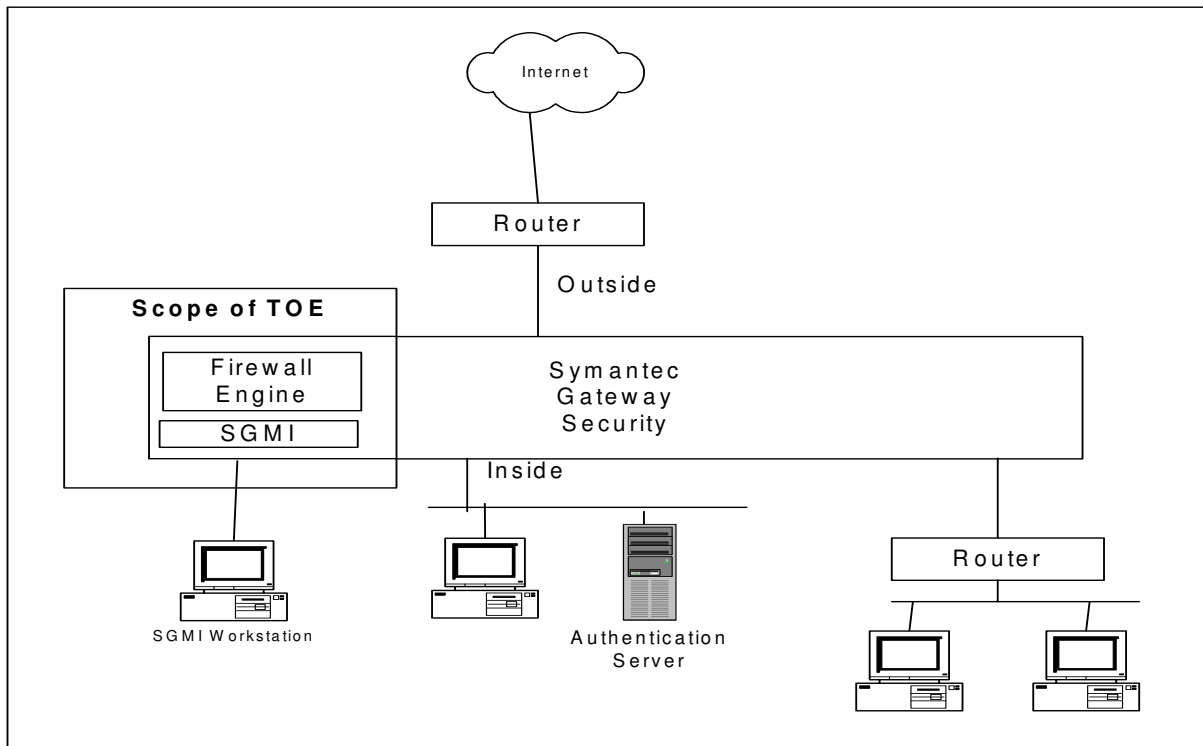 Internet
Router
Outside
Scope of TOE
Firewall
Engine
SGMI
Symantec
Gateway
Security
Inside
SGMI Workstation
Authentication
Server
Router